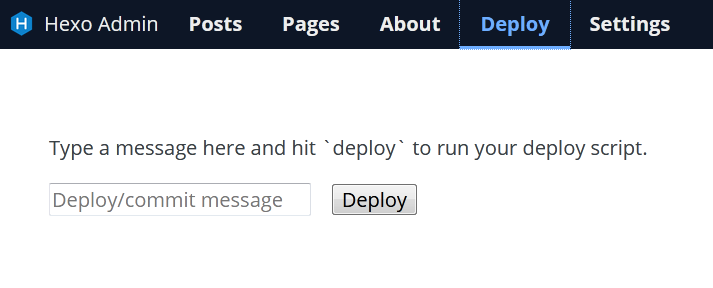 H Hexo Admin Posts Pages About Deploy Settings
Type a message here and hit `deploy` to run your deploy script.
Deploy/commit message Deploy